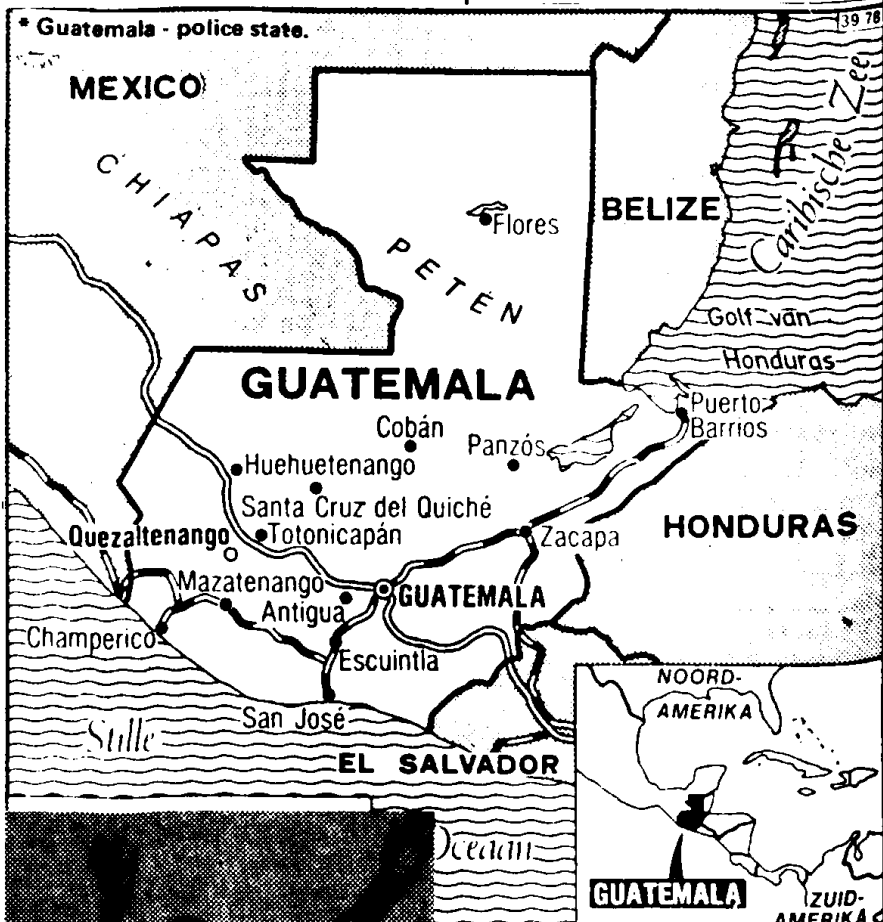 * Guatemala - police state.
39 78
MEXICO
CHIAPAS
Caribische Zee
Flores
BELIZE
PETÉN
Golf van
Honduras
GUATEMALA
Puerto
Barrios
Cobán
Panzós
Huehuetenango
Santa Cruz del Quiché
Totonicapán
Quezaltenango
Zacapa
HONDURAS
Mazatenango
Antigua
GUATEMALA
Champerico
Escuintla
San José
Stille
Oceaan
EL SALVADOR
NOORD-
AMERIKA
GUATEMALA
ZUID-
AMERIKA